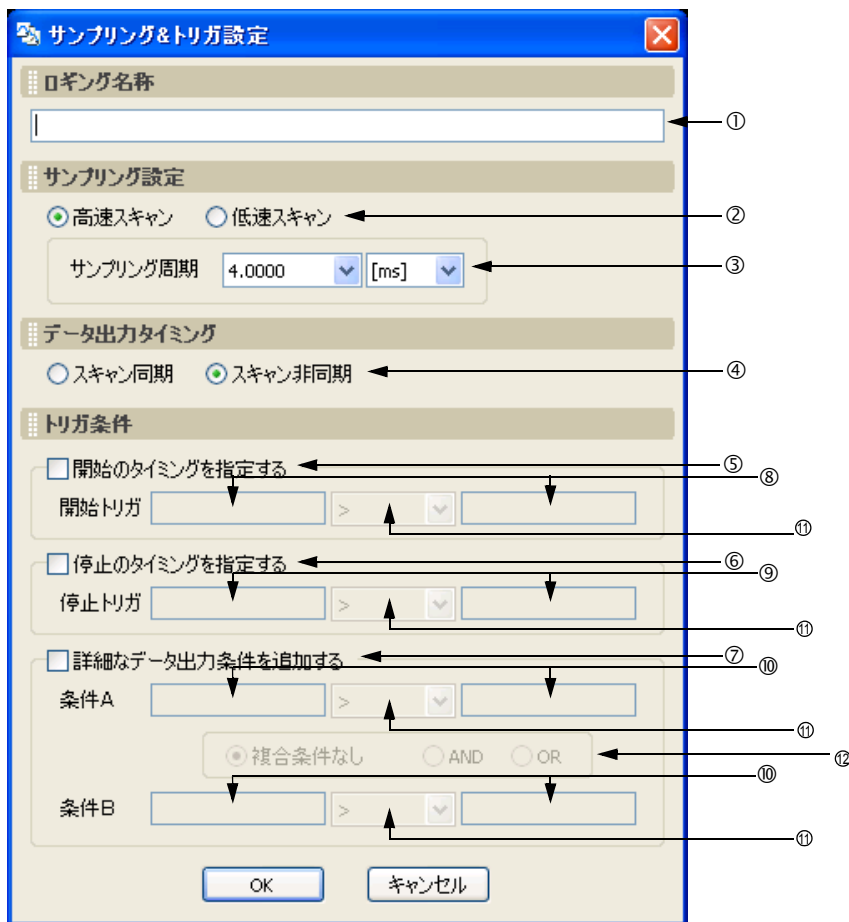 サンプリング&トリガ設定
ロギング名称
①
サンプリング設定
高速スキャン 低速スキャン ②
サンプリング周期 4.0000 [ms] ③
データ出力タイミング
スキャン同期 スキャン非同期 ④
トリガ条件
開始のタイミングを指定する ⑤
⑧
開始トリガ >
⑪
停止のタイミングを指定する ⑥
⑨
停止トリガ >
⑪
詳細なデータ出力条件を追加する ⑦
⑩
条件A >
⑪
複合条件なし AND OR ⑫
⑩
条件B >
⑪
OK キャンセル